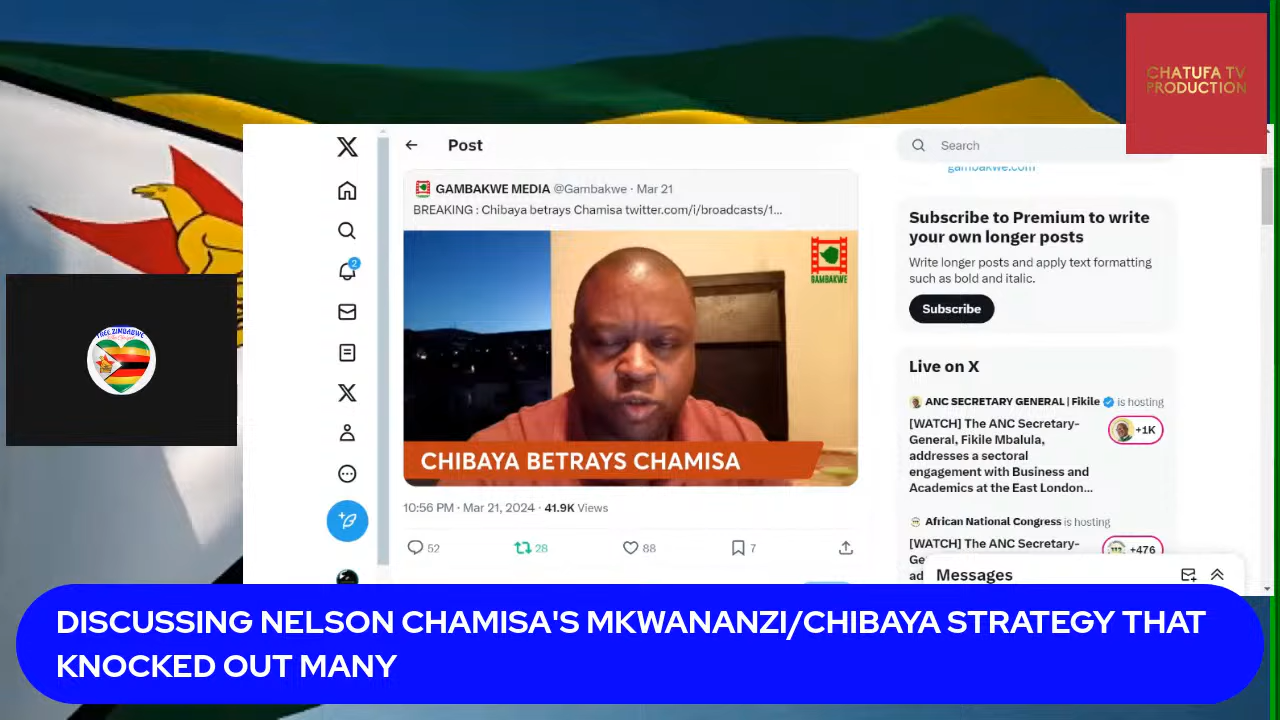 CHATUFA TV
PRODUCTION
Post
Search
gambakwe.com
GAMBAKWE MEDIA @Gambakwe · Mar 21
BREAKING : Chibaya betrays Chamisa twitter.com/i/broadcasts/1...
GAMBAKWE
CHIBAYA BETRAYS CHAMISA
10:56 PM · Mar 21, 2024 · 41.9K Views
52
28
88
7
2
Subscribe to Premium to write
your own longer posts
Write longer posts and apply text formatting
such as bold and italic.
Subscribe
Live on X
ANC SECRETARY GENERAL | Fikile is hosting
[WATCH] The ANC Secretary-
General, Fikile Mbalula,
addresses a sectoral
engagement with Business and
Academics at the East London...
+1K
African National Congress is hosting
[WATCH] The ANC Secretary-
+476
Messages
FREE ZIMBABWE
DISCUSSING NELSON CHAMISA'S MKWANANZI/CHIBAYA STRATEGY THAT
KNOCKED OUT MANY